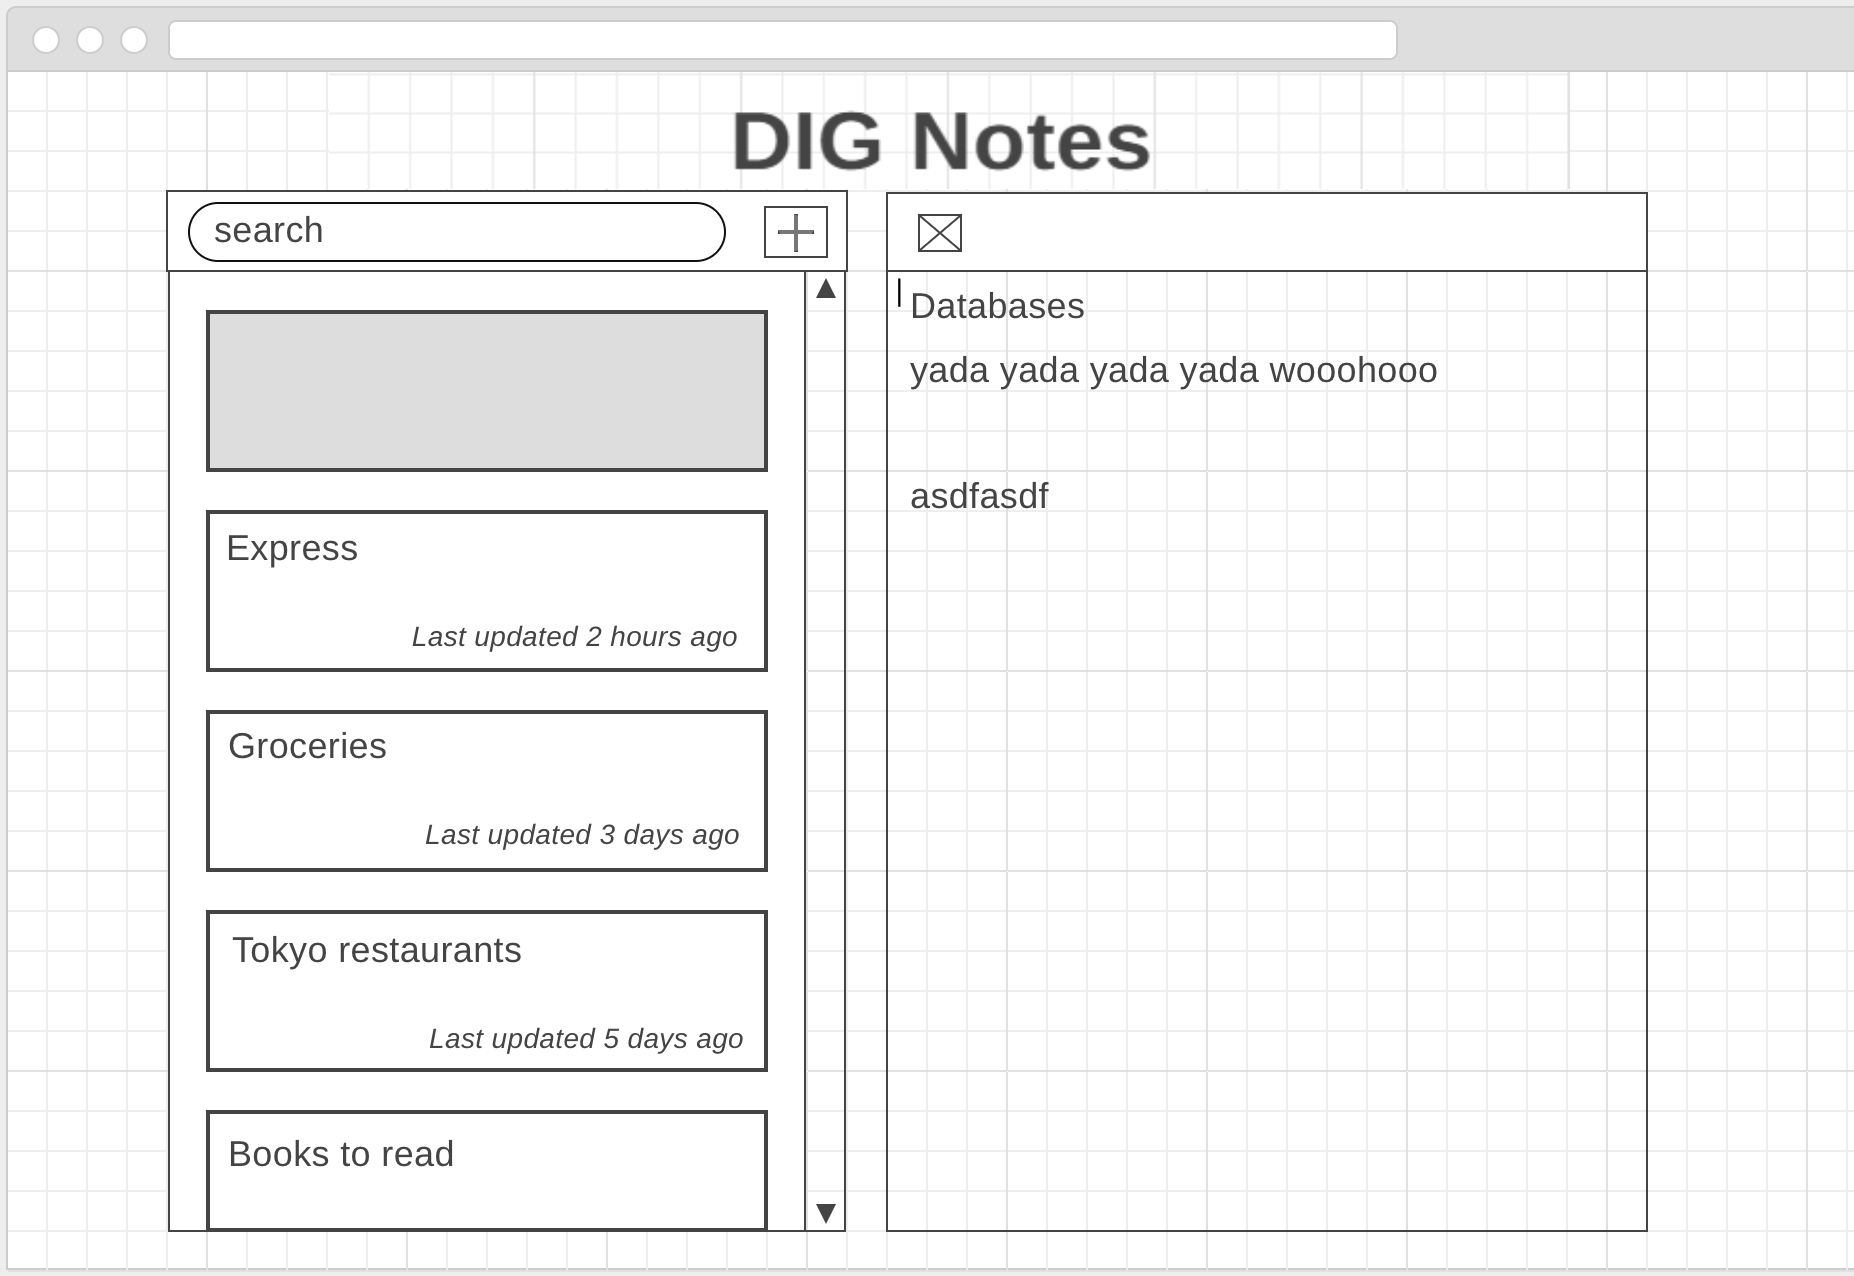 DIG Notes
search
Express
Last updated 2 hours ago
Groceries
Last updated 3 days ago
Tokyo restaurants
Last updated 5 days ago
Books to read
Databases
yada yada yada yada wooohooo
asdfasdf